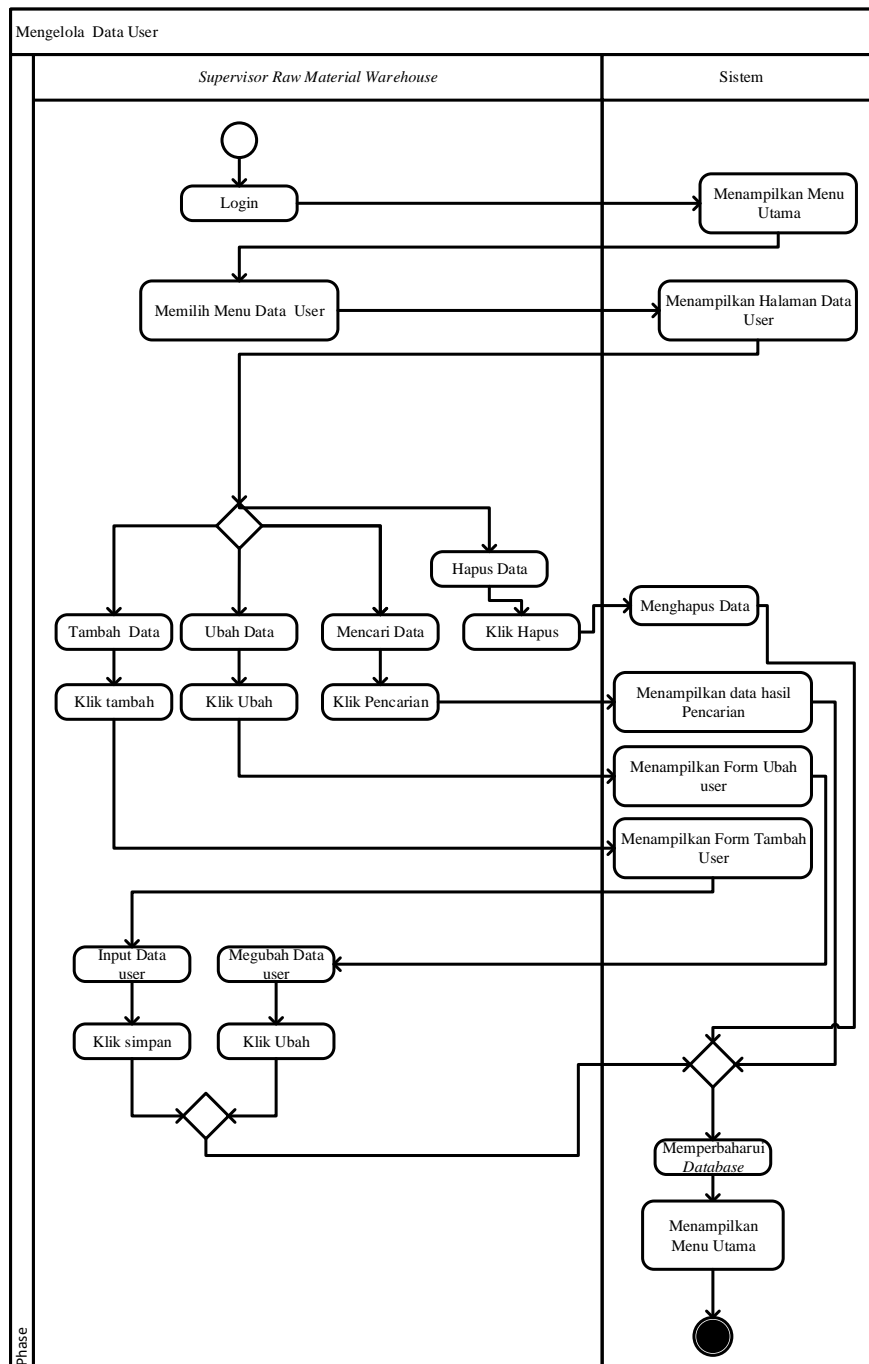 Mengelola Data User
Supervisor Raw Material Warehouse
Sistem
Login
Menampilkan Menu
Utama
Memilih Menu Data User
Menampilkan Halaman Data
User
Hapus Data
Menghapus Data
Tambah Data
Ubah Data
Mencari Data
Klik Hapus
Klik tambah
Klik Ubah
Klik Pencarian
Menampilkan data hasil
Pencarian
Menampilkan Form Ubah
user
Menampilkan Form Tambah
User
Input Data
user
Megubah Data
user
Klik simpan
Klik Ubah
Memperbaharui
Database
Menampilkan
Menu Utama
Phase